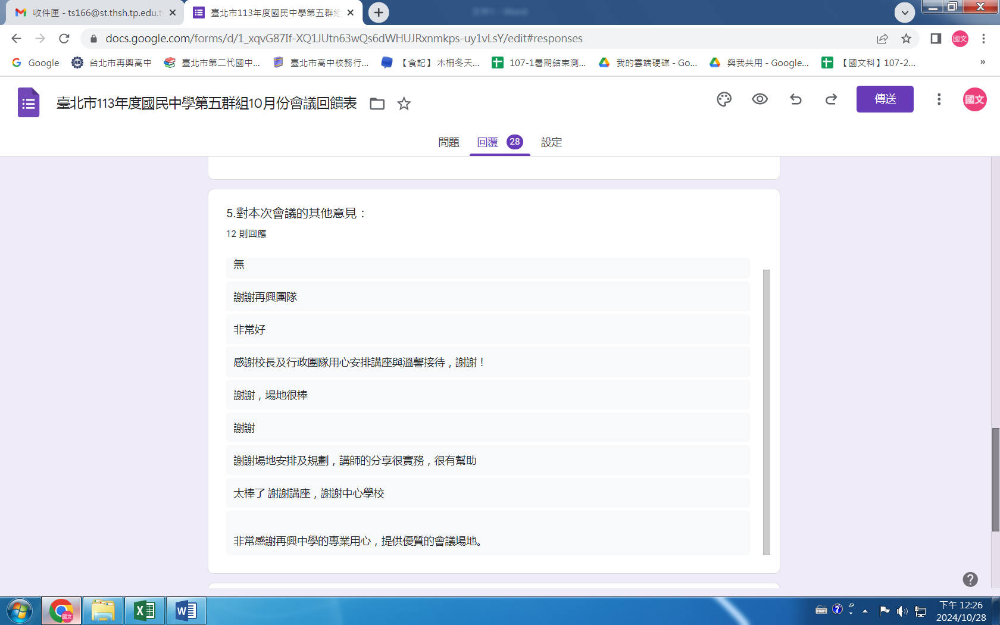 收件匣 - ts166@st.thsh.tp.edu.t
臺北市113年度國民中學第五群組
docs.google.com/forms/d/1_xqvG87If-XQ1JUtn63wQs6dWHUJRxnmkps-uy1vLsY/edit#responses
國文
Google
台北市再興高中
臺北市第二代國中...
臺北市高中校務行...
【食記】木柵冬天...
107-1暑期結束測...
我的雲端硬碟 - Go...
與我共用 - Google...
【國文科】107-2...
»
臺北市113年度國民中學第五群組10月份會議回饋表
傳送
國文
問題
回覆 28
設定
5.對本次會議的其他意見：
12 則回應
無
謝謝再興團隊
非常好
感謝校長及行政團隊用心安排講座與溫馨接待，謝謝！
謝謝，場地很棒
謝謝
謝謝場地安排及規劃，講師的分享很實務，很有幫助
太棒了 謝謝講座，謝謝中心學校
非常感謝再興中學的專業用心，提供優質的會議場地。
國文
下午 12:26
2024/10/28